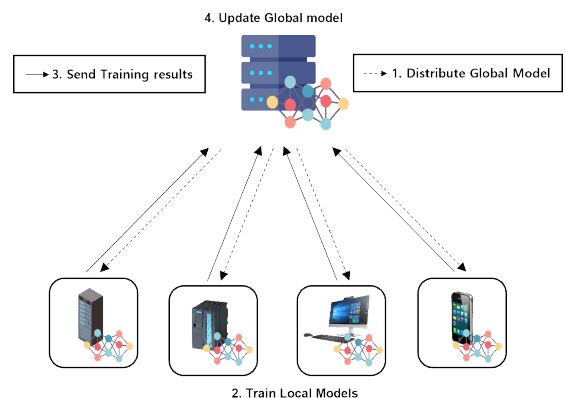 4. Update Global model
3. Send Training results
1. Distribute Global Model
2. Train Local Models